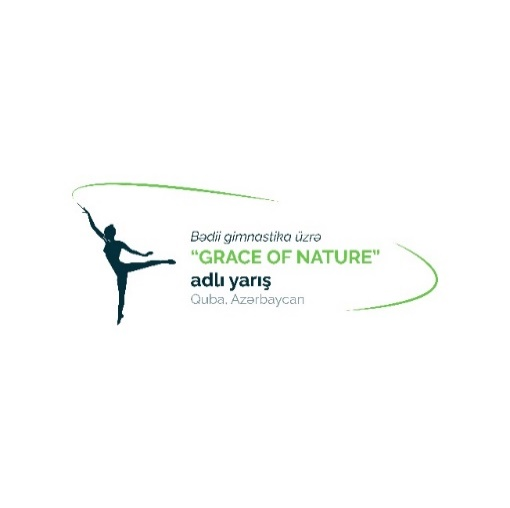 Bədii gimnastika üzrə
“GRACE OF NATURE”
adlı yarış
Quba, Azərbaycan